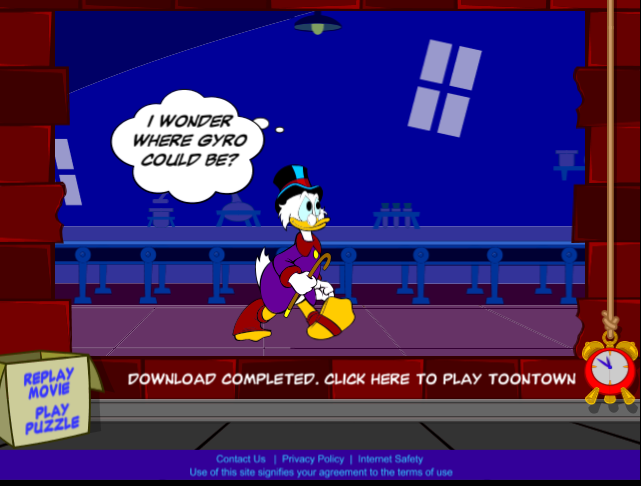 I WONDER
WHERE GYRO
COULD BE?
DOWNLOAD COMPLETED. CLICK HERE TO PLAY TOONTOWN
REPLAY
MOVIE
PLAY
PUZZLE
Contact Us | Privacy Policy | Internet Safety
Use of this site signifies your agreement to the terms of use